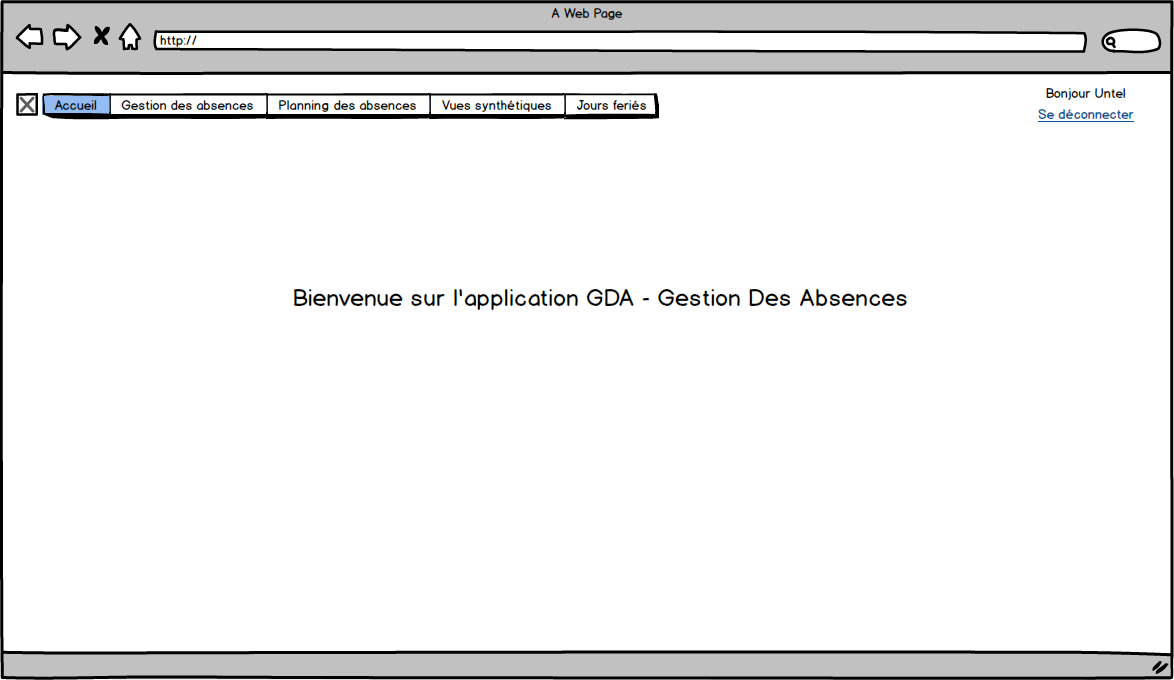 A Web Page
http://
Accueil Gestion des absences Planning des absences Vues synthétiques Jours feriés
Bonjour Untel
Se déconnecter
Bienvenue sur l'application GDA - Gestion Des Absences